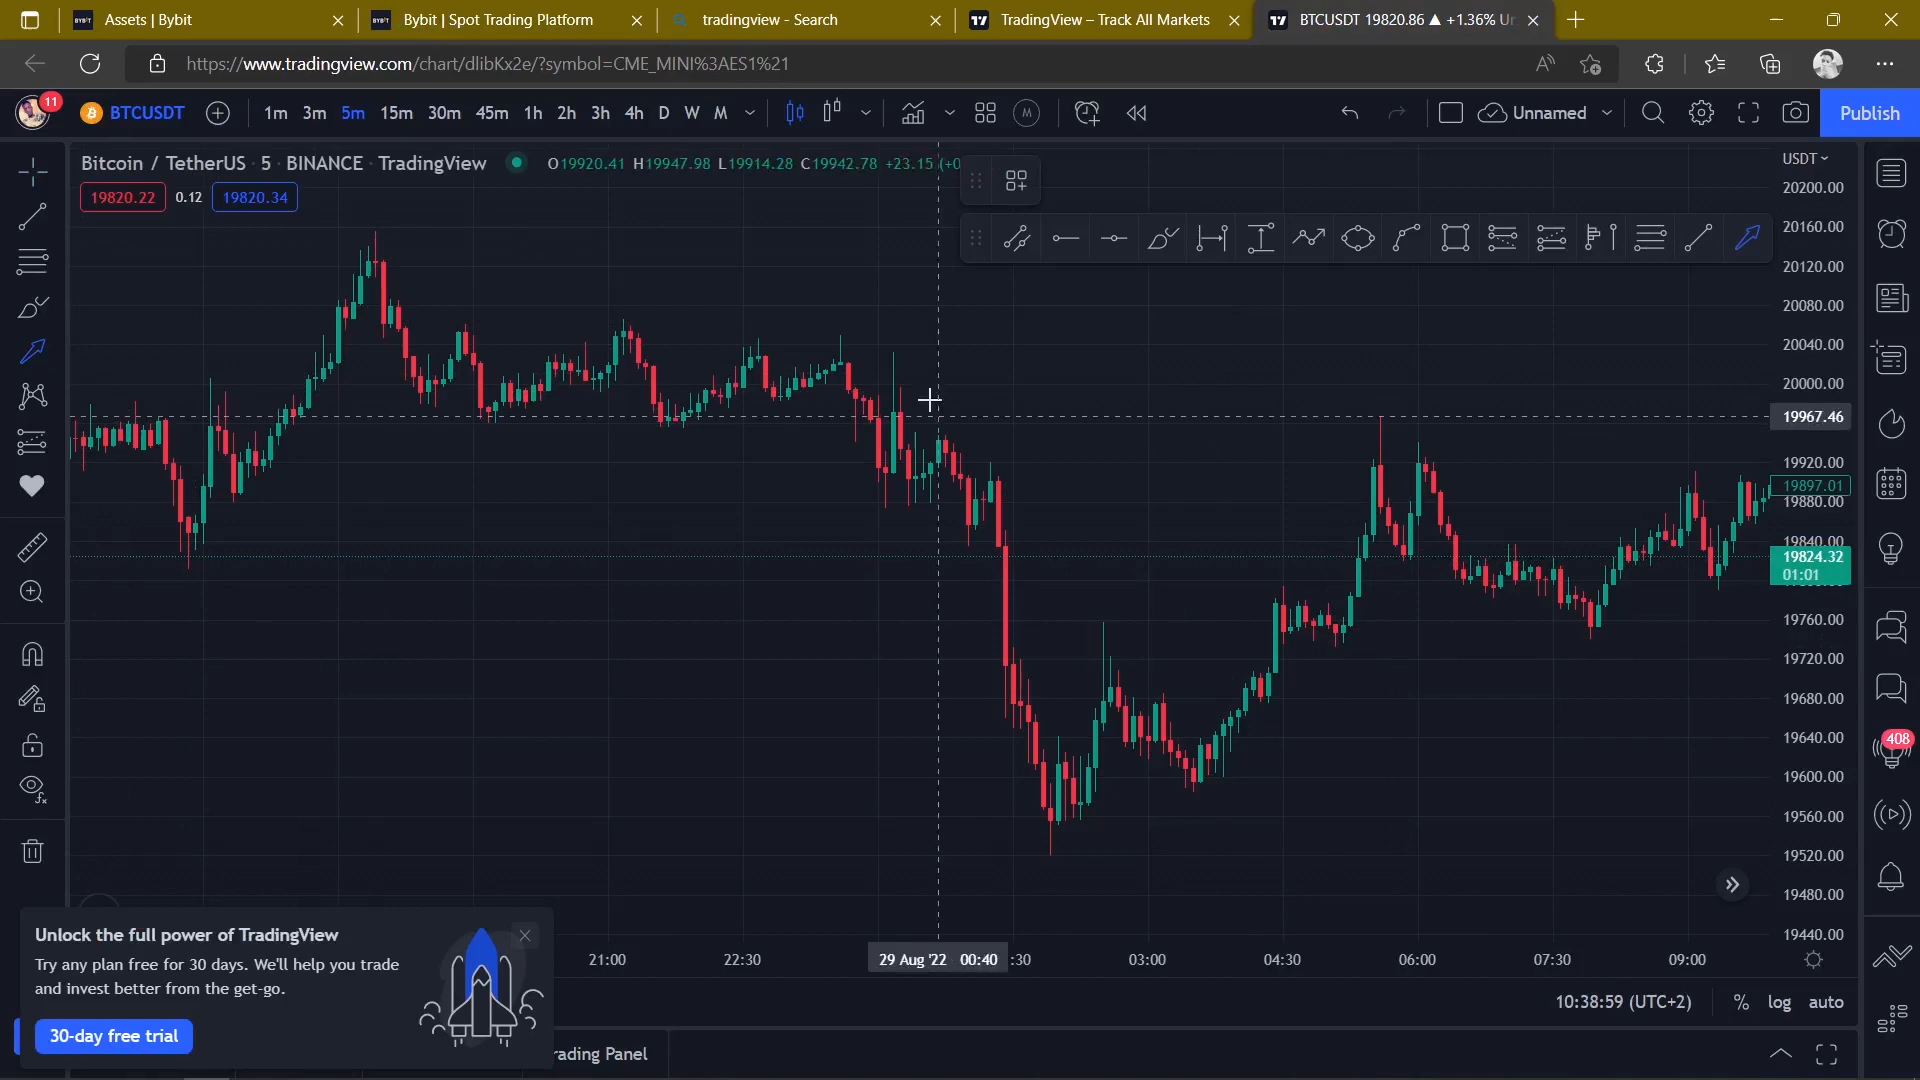 Assets | Bybit
Bybit | Spot Trading Platform
tradingview - Search
TradingView – Track All Markets
BTCUSDT 19820.86 ▲ +1.36% Un
https://www.tradingview.com/chart/dlibKx2e/?symbol=CME_MINI%3AES1%21
11
BTCUSDT
1m 3m 5m 15m 30m 45m 1h 2h 3h 4h D W M
M
Unnamed
Publish
Bitcoin / TetherUS · 5 · BINANCE · TradingView
O19920.41 H19947.98 L19914.28 C19942.78 +23.15 (+0
19820.22 0.12 19820.34
USDT
20200.00
20160.00
20120.00
20080.00
20040.00
20000.00
19967.46
19920.00
19897.01
19880.00
19840.00
19824.32
01:01
19760.00
19720.00
19680.00
19640.00
19600.00
19560.00
19520.00
19480.00
19440.00
408
21:00 22:30 29 Aug '22 00:40 :30 03:00 04:30 06:00 07:30 09:00
10:38:59 (UTC+2) % log auto
Unlock the full power of TradingView
Try any plan free for 30 days. We'll help you trade
and invest better from the get-go.
30-day free trial
rading Panel